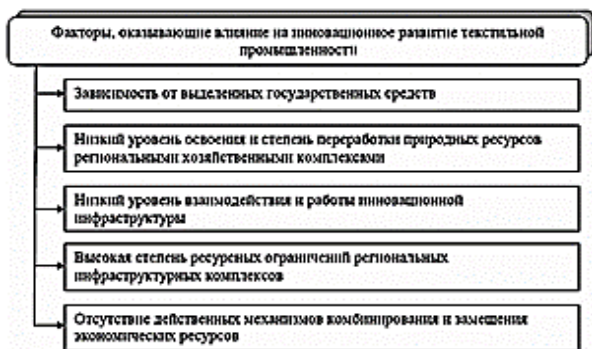 Факторы, оказывающие влияние на инновационное развитие текстильной
промышленности
Зависимость от выделенных государственных средств
Низкий уровень освоения и степень переработки природных ресурсов
региональными хозяйственными комплексами
Низкий уровень взаимодействия и работы инновационной
инфраструктуры
Высокая степень ресурсных ограничений региональных
инфраструктурных комплексов
Отсутствие действенных механизмов комбинирования и замещения
экономических ресурсов